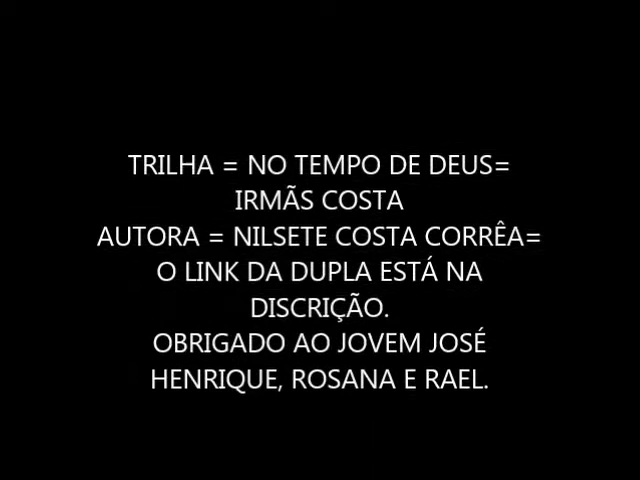 TRILHA = NO TEMPO DE DEUS=
IRMÃS COSTA
AUTORA = NILSETE COSTA CORRÊA=
O LINK DA DUPLA ESTÁ NA
DISCRIÇÃO.
OBRIGADO AO JOVEM JOSÉ
HENRIQUE, ROSANA E RAEL.